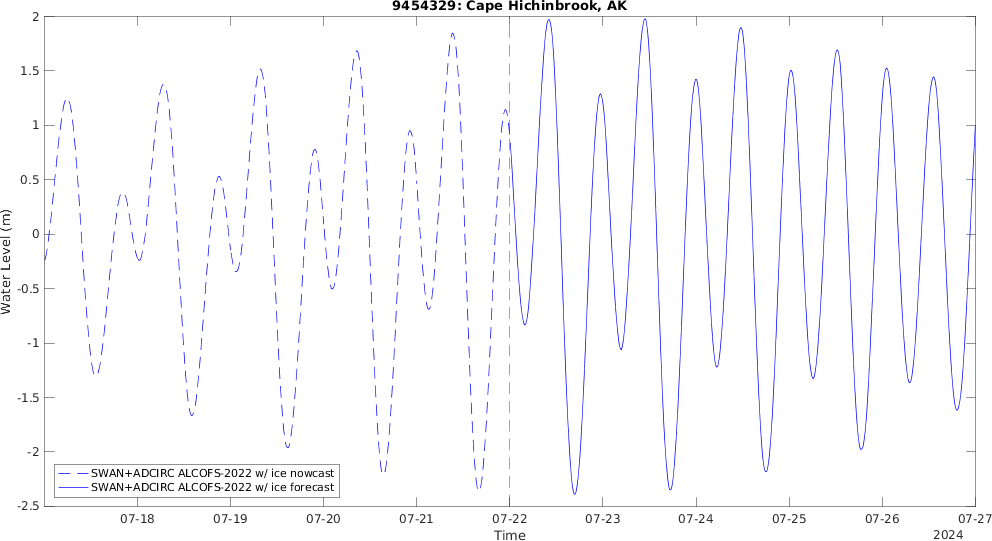 9454329: Cape Hichinbrook, AK
2
1.5
1
0.5
0
-0.5
-1
-1.5
-2
-2.5
Water Level (m)
SWAN+ADCIRC ALCOFS-2022 w/ ice nowcast
SWAN+ADCIRC ALCOFS-2022 w/ ice forecast
07-18 07-19 07-20 07-21 07-22 07-23 07-24 07-25 07-26 07-27
Time
2024